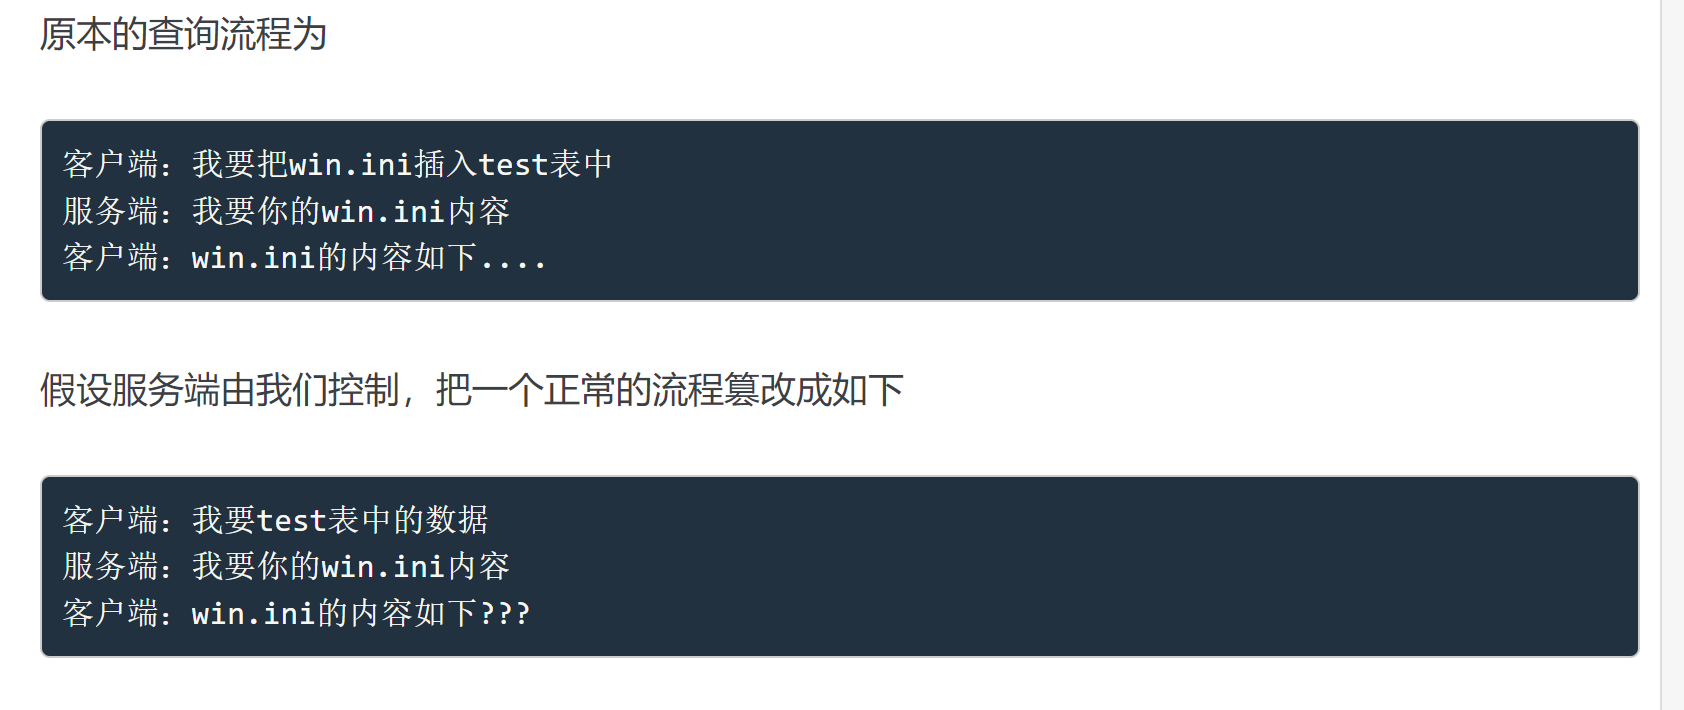 原本的查询流程为
客户端：我要把win.ini插入test表中
服务端：我要你的win.ini内容
客户端：win.ini的内容如下....
假设服务端由我们控制，把一个正常的流程篡改成如下
客户端：我要test表中的数据
服务端：我要你的win.ini内容
客户端：win.ini的内容如下???